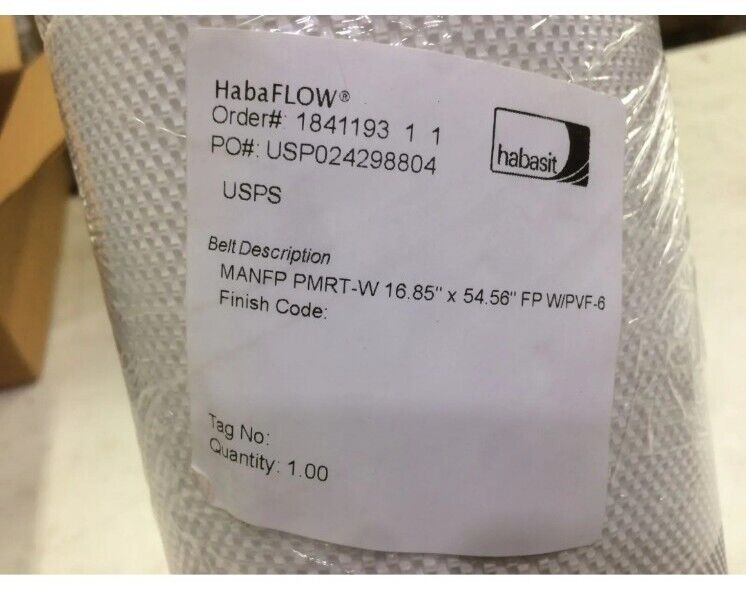 HabaFLOW®
Order#: 1841193 1 1
PO#: USP024298804
habasit
USPS
Belt Description
MANFP PMRT-W 16.85" x 54.56" FP W/PVF-6
Finish Code:
Tag No:
Quantity: 1.00